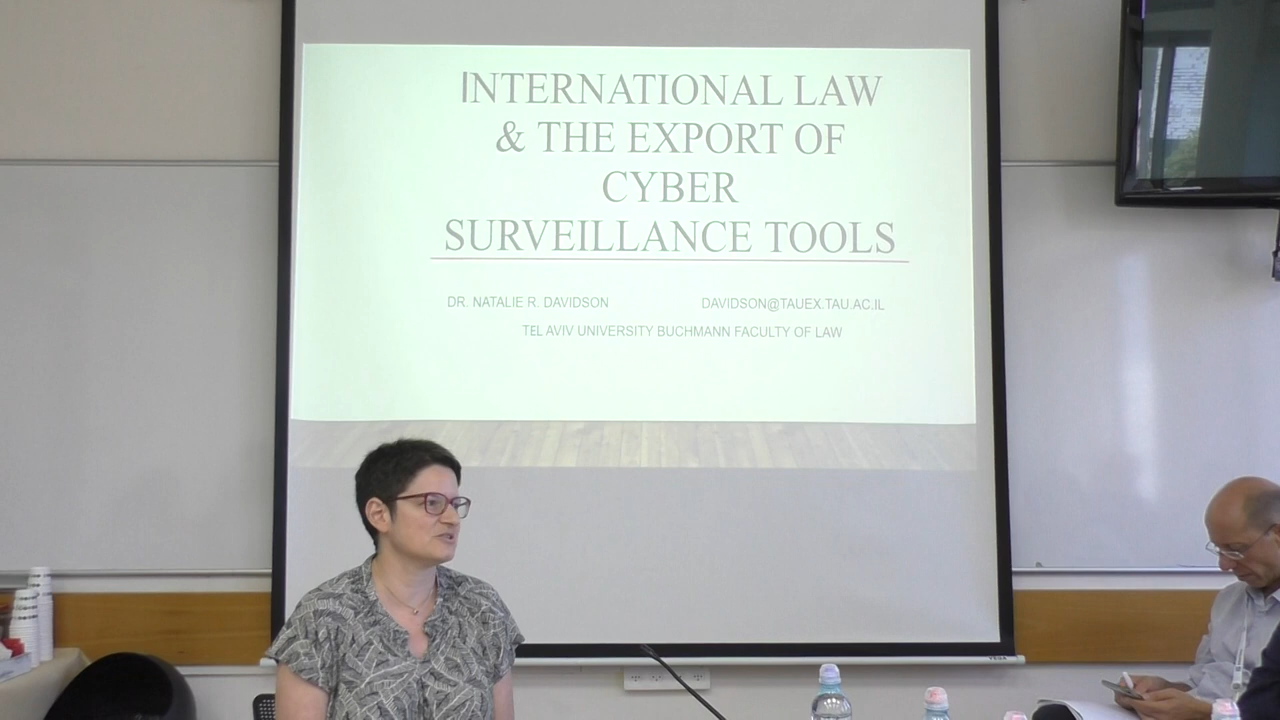 INTERNATIONAL LAW
& THE EXPORT OF
CYBER
SURVEILLANCE TOOLS
DR. NATALIE R. DAVIDSON DAVIDSON@TAUEX.TAU.AC.IL
TEL AVIV UNIVERSITY BUCHMANN FACULTY OF LAW
VEGA